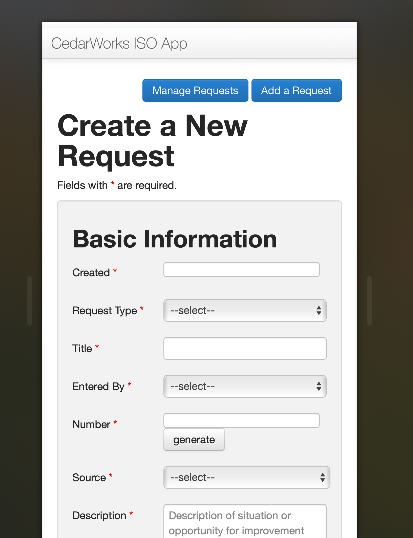 CedarWorks ISO App
Manage Requests Add a Request
Create a New
Request
Fields with * are required.
Basic Information
Created *
Request Type * --select--
Title *
Entered By * --select--
Number *
generate
Source * --select--
Description * Description of situation or
opportunity for improvement